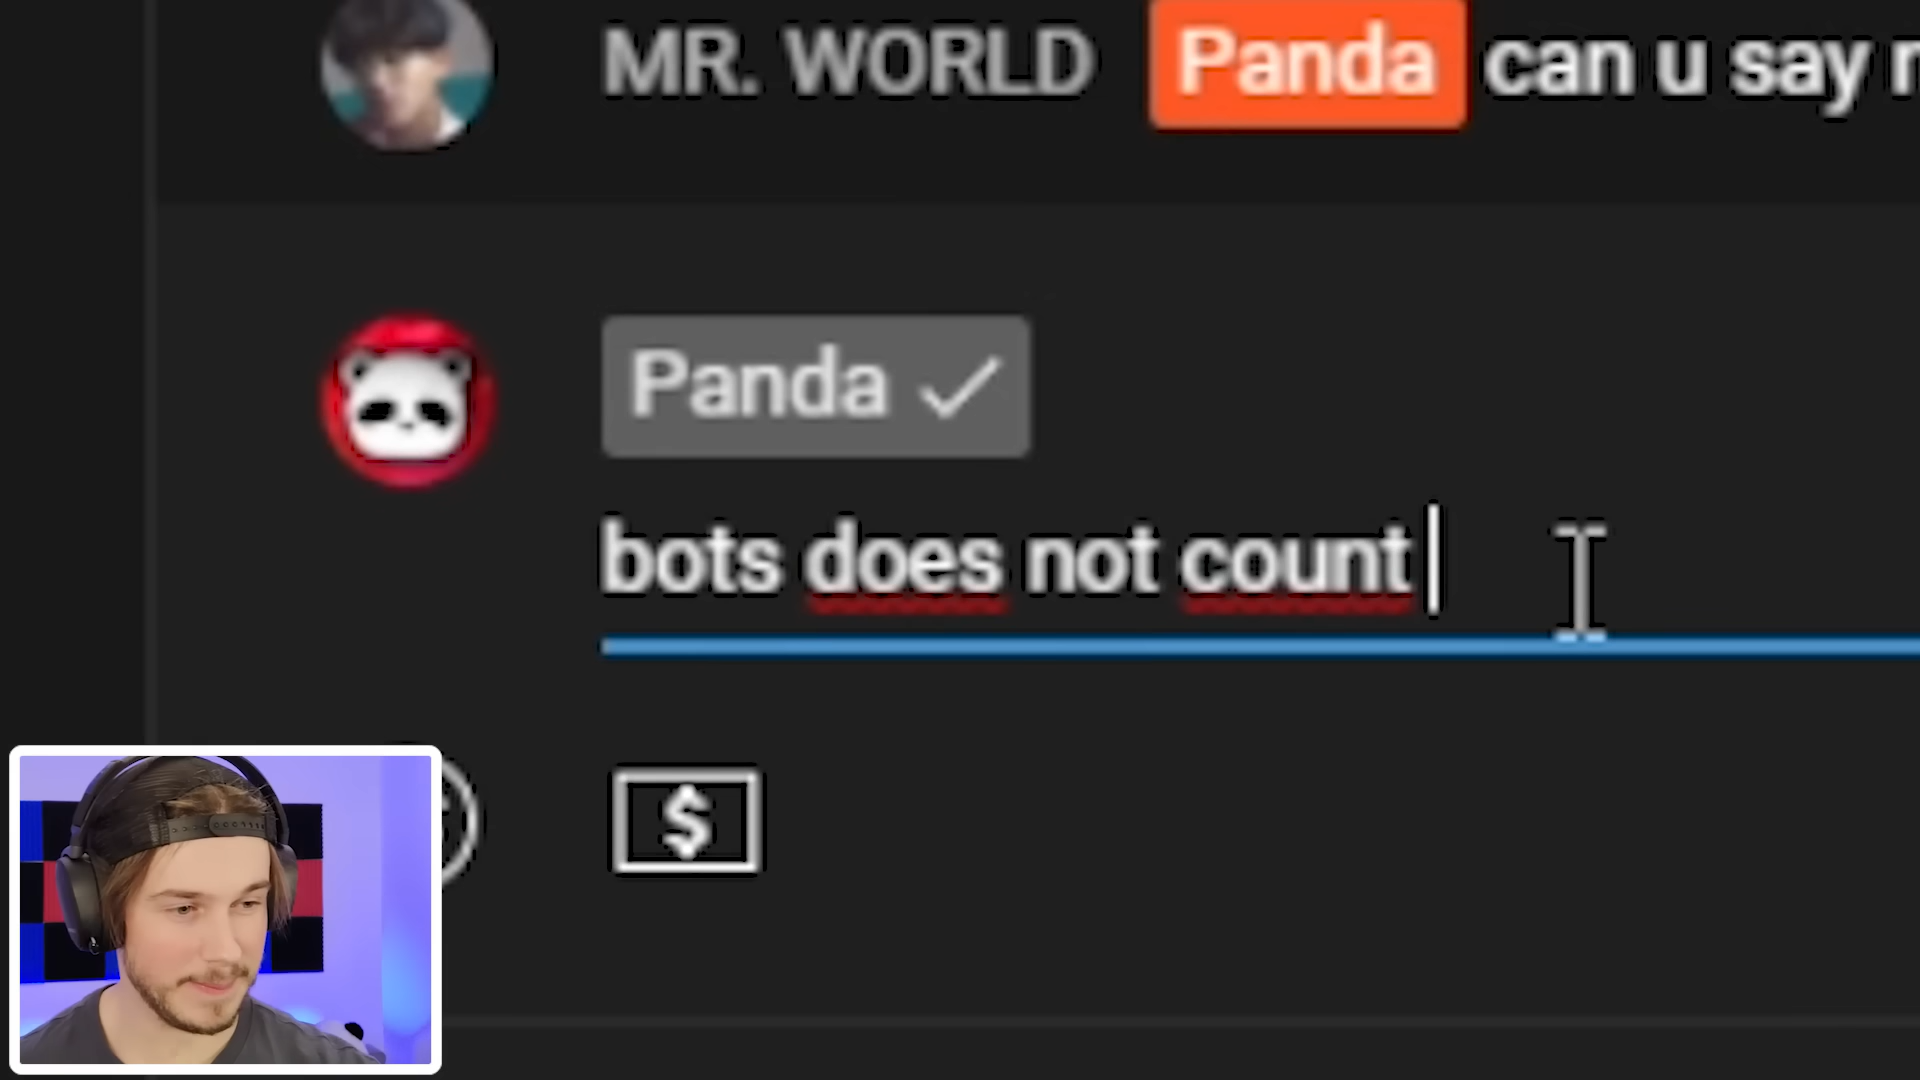 MR. WORLD Panda can u say
Panda ✓
bots does not count
$